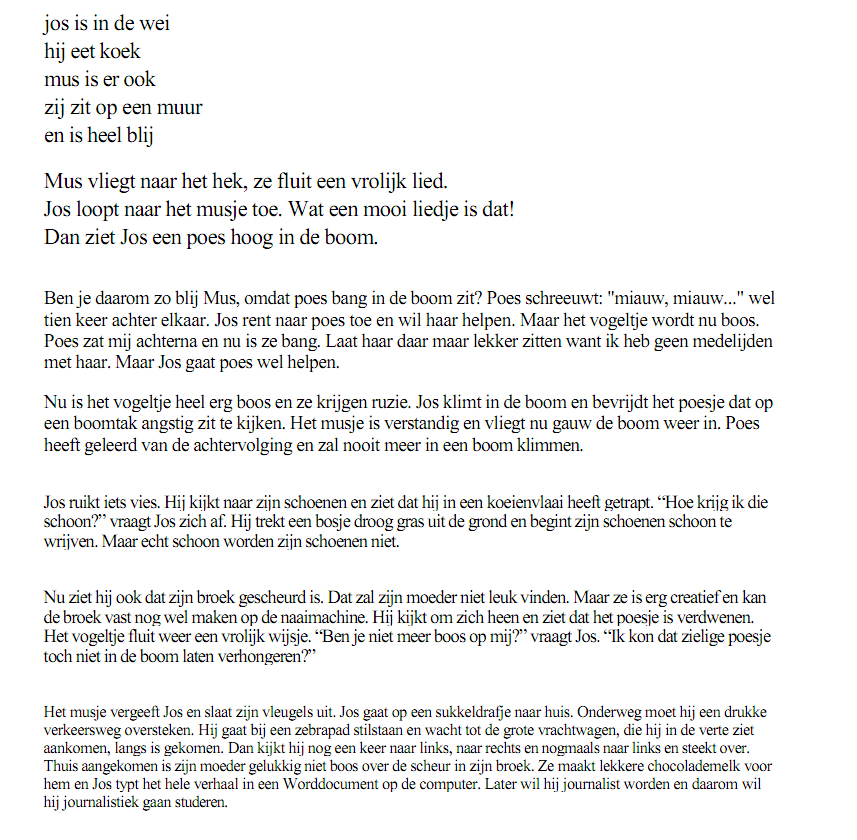 jos is in de wei
hij eet koek
mus is er ook
zij zit op een muur
en is heel blij
Mus vliegt naar het hek, ze fluit een vrolijk lied.
Jos loopt naar het musje toe. Wat een mooi liedje is dat!
Dan ziet Jos een poes hoog in de boom.
Ben je daarom zo blij Mus, omdat poes bang in de boom zit? Poes schreeuwt: "miauw, miauw..." wel
tien keer achter elkaar. Jos rent naar poes toe en wil haar helpen. Maar het vogeltje wordt nu boos.
Poes zat mij achterna en nu is ze bang. Laat haar daar maar lekker zitten want ik heb geen medelijden
met haar. Maar Jos gaat poes wel helpen.
Nu is het vogeltje heel erg boos en ze krijgen ruzie. Jos klimt in de boom en bevrijdt het poesje dat op
een boomtak angstig zit te kijken. Het musje is verstandig en vliegt nu gauw de boom weer in. Poes
heeft geleerd van de achtervolging en zal nooit meer in een boom klimmen.
Jos ruikt iets vies. Hij kijkt naar zijn schoenen en ziet dat hij in een koeienvlaai heeft getrapt. “Hoe krijg ik die
schoon?” vraagt Jos zich af. Hij trekt een bosje droog gras uit de grond en begint zijn schoenen schoon te
wrijven. Maar echt schoon worden zijn schoenen niet.
Nu ziet hij ook dat zijn broek gescheurd is. Dat zal zijn moeder niet leuk vinden. Maar ze is erg creatief en kan
de broek vast nog wel maken op de naaimachine. Hij kijkt om zich heen en ziet dat het poesje is verdwenen.
Het vogeltje fluit weer een vrolijk wijsje. “Ben je niet meer boos op mij?” vraagt Jos. “Ik kon dat zielige poesje
toch niet in de boom laten verhongeren?”
Het musje vergeeft Jos en slaat zijn vleugels uit. Jos gaat op een sukkeldrafje naar huis. Onderweg moet hij een drukke
verkeersweg oversteken. Hij gaat bij een zebrapad stilstaan en wacht tot de grote vrachtwagen, die hij in de verte ziet
aankomen, langs is gekomen. Dan kijkt hij nog een keer naar links, naar rechts en nogmaals naar links en steekt over.
Thuis aangekomen is zijn moeder gelukkig niet boos over de scheur in zijn broek. Ze maakt lekkere chocolademelk voor
hem en Jos typt het hele verhaal in een Worddocument op de computer. Later wil hij journalist worden en daarom wil
hij journalistiek gaan studeren.